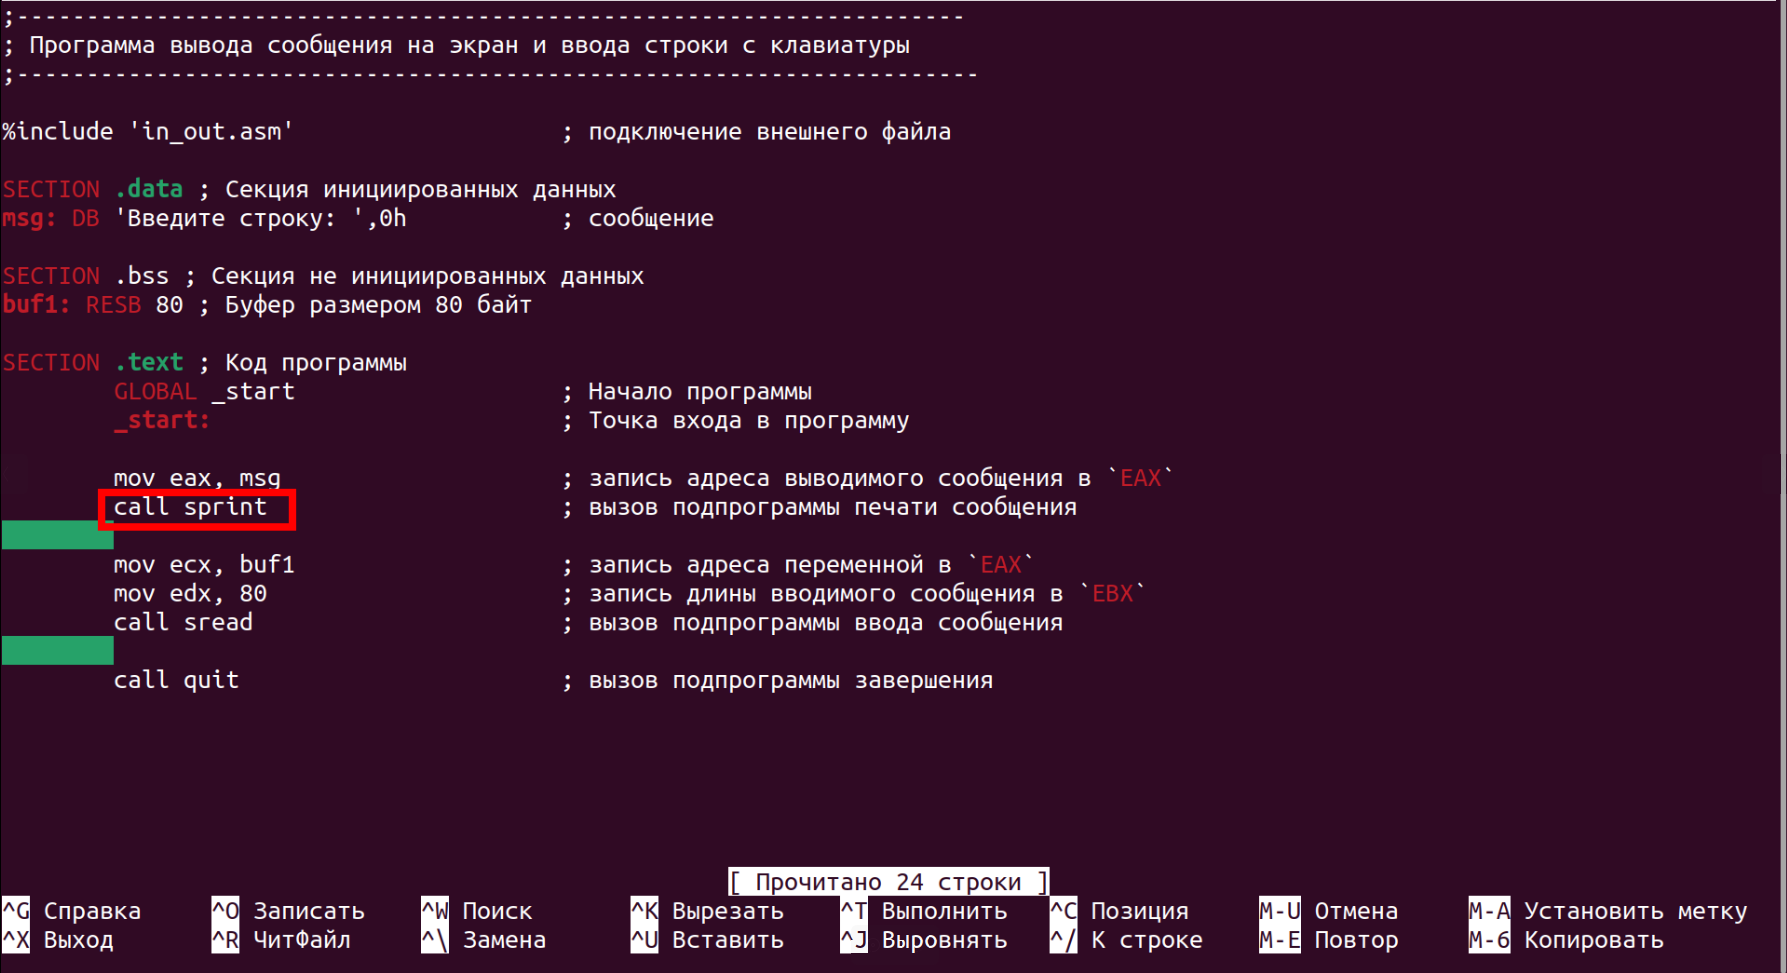 ;--------------------------------------------------------------------
; Программа вывода сообщения на экран и ввода строки с клавиатуры
;---------------------------------------------------------------------
%include 'in_out.asm' ; подключение внешнего файла
SECTION .data ; Секция инициированных данных
msg: DB 'Введите строку: ',0h ; сообщение
SECTION .bss ; Секция не инициированных данных
buf1: RESB 80 ; Буфер размером 80 байт
SECTION .text ; Код программы
GLOBAL _start ; Начало программы
_start: ; Точка входа в программу
mov eax, msg ; запись адреса выводимого сообщения в `EAX`
call sprint ; вызов подпрограммы печати сообщения
mov ecx, buf1 ; запись адреса переменной в `EAX`
mov edx, 80 ; запись длины вводимого сообщения в `EBX`
call sread ; вызов подпрограммы ввода сообщения
call quit ; вызов подпрограммы завершения
[ Прочитано 24 строки ]
^G Справка ^O Записать ^W Поиск ^K Вырезать ^T Выполнить ^C Позиция M-U Отмена M-A Установить метку
^X Выход ^R ЧитФайл ^\ Замена ^U Вставить ^J Выровнять ^/ К строке M-E Повтор M-6 Копировать